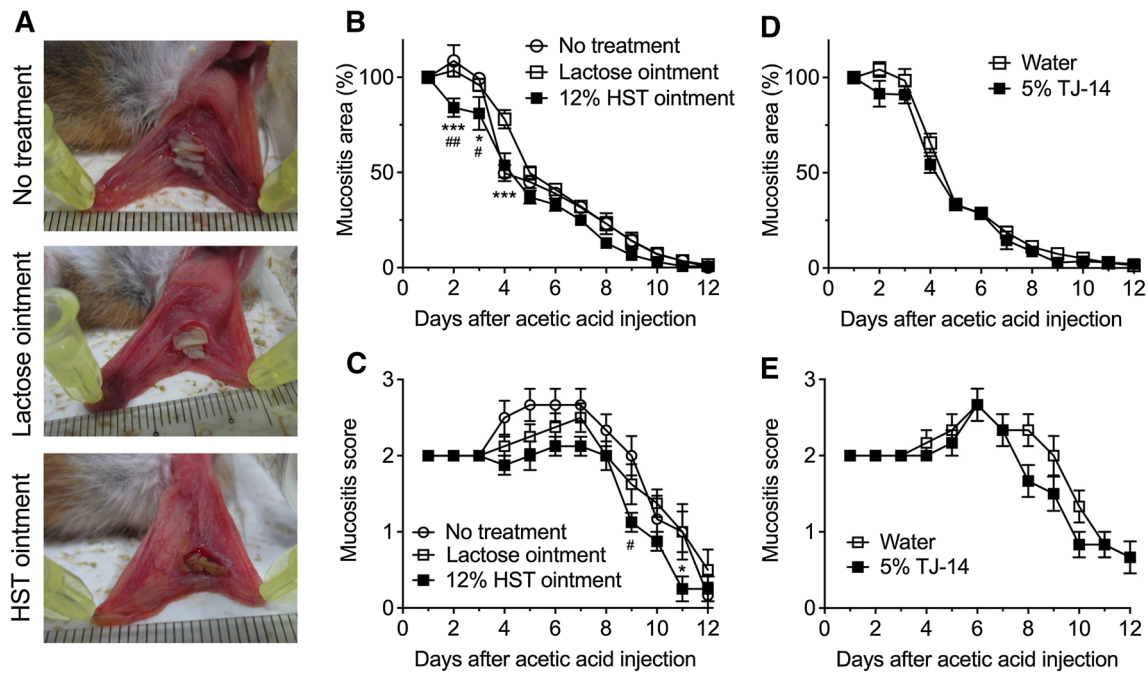 A
No treatment
Lactose ointment
HST ointment
B
Mucositis area (%)
100
50
0
No treatment
Lactose ointment
12% HST ointment
***
##
*
#
***
0 2 4 6 8 10 12
Days after acetic acid injection
D
Mucositis area (%)
100
50
0
Water
5% TJ-14
0 2 4 6 8 10 12
Days after acetic acid injection
C
Mucositis score
3
2
1
0
No treatment
Lactose ointment
12% HST ointment
#
*
0 2 4 6 8 10 12
Days after acetic acid injection
E
Mucositis score
3
2
1
0
Water
5% TJ-14
0 2 4 6 8 10 12
Days after acetic acid injection